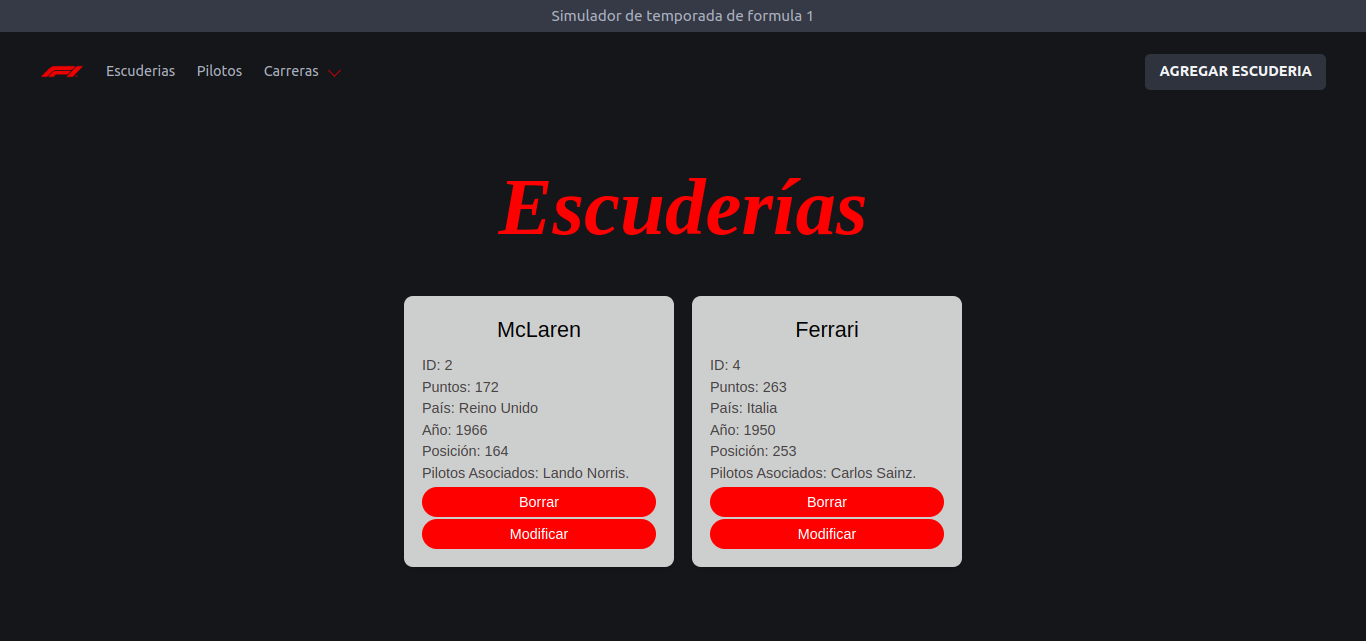 Simulador de temporada de formula 1
F1 Escuderias Pilotos Carreras AGREGAR ESCUDERIA
Escuderías
McLaren
ID: 2
Puntos: 172
País: Reino Unido
Año: 1966
Posición: 164
Pilotos Asociados: Lando Norris.
Borrar
Modificar
Ferrari
ID: 4
Puntos: 263
País: Italia
Año: 1950
Posición: 253
Pilotos Asociados: Carlos Sainz.
Borrar
Modificar